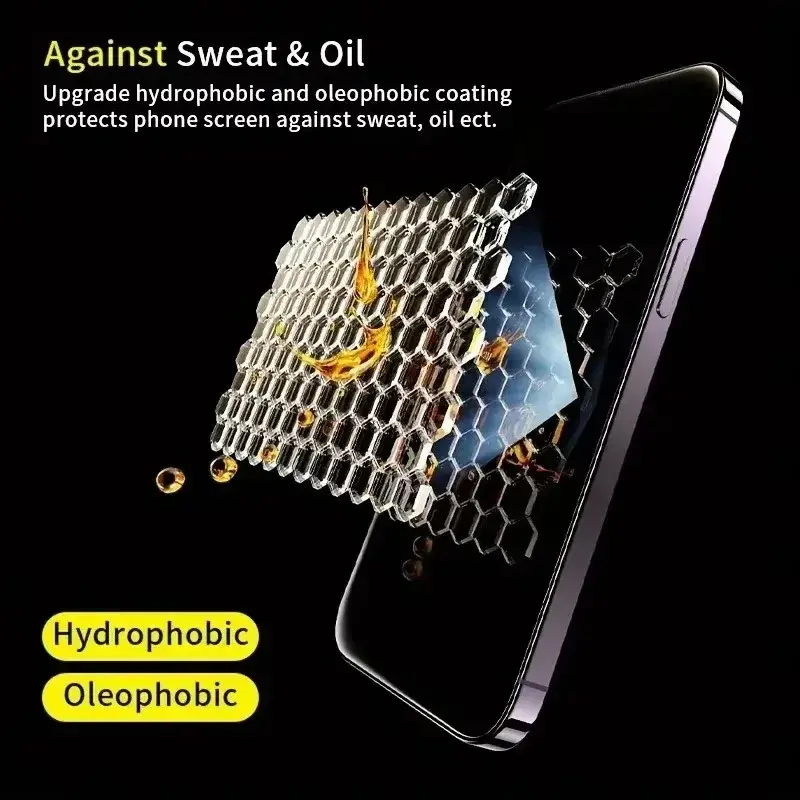 Against Sweat & Oil
Upgrade hydrophobic and oleophobic coating
protects phone screen against sweat, oil ect.
Hydrophobic
Oleophobic